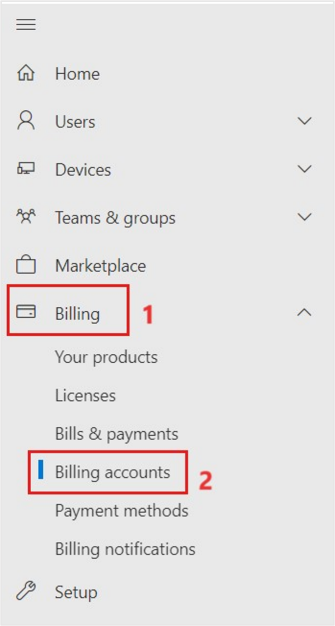 Home
Users
Devices
Teams & groups
Marketplace
Billing 1
Your products
Licenses
Bills & payments
Billing accounts 2
Payment methods
Billing notifications
Setup